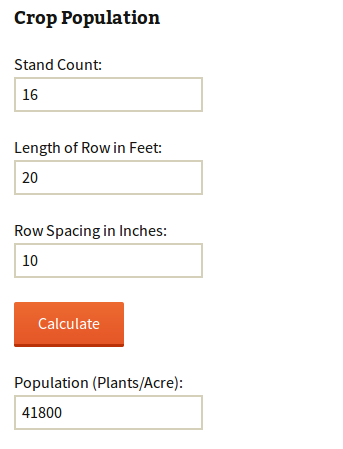 Crop Population
Stand Count:
16
Length of Row in Feet:
20
Row Spacing in Inches:
10
Calculate
Population (Plants/Acre):
41800